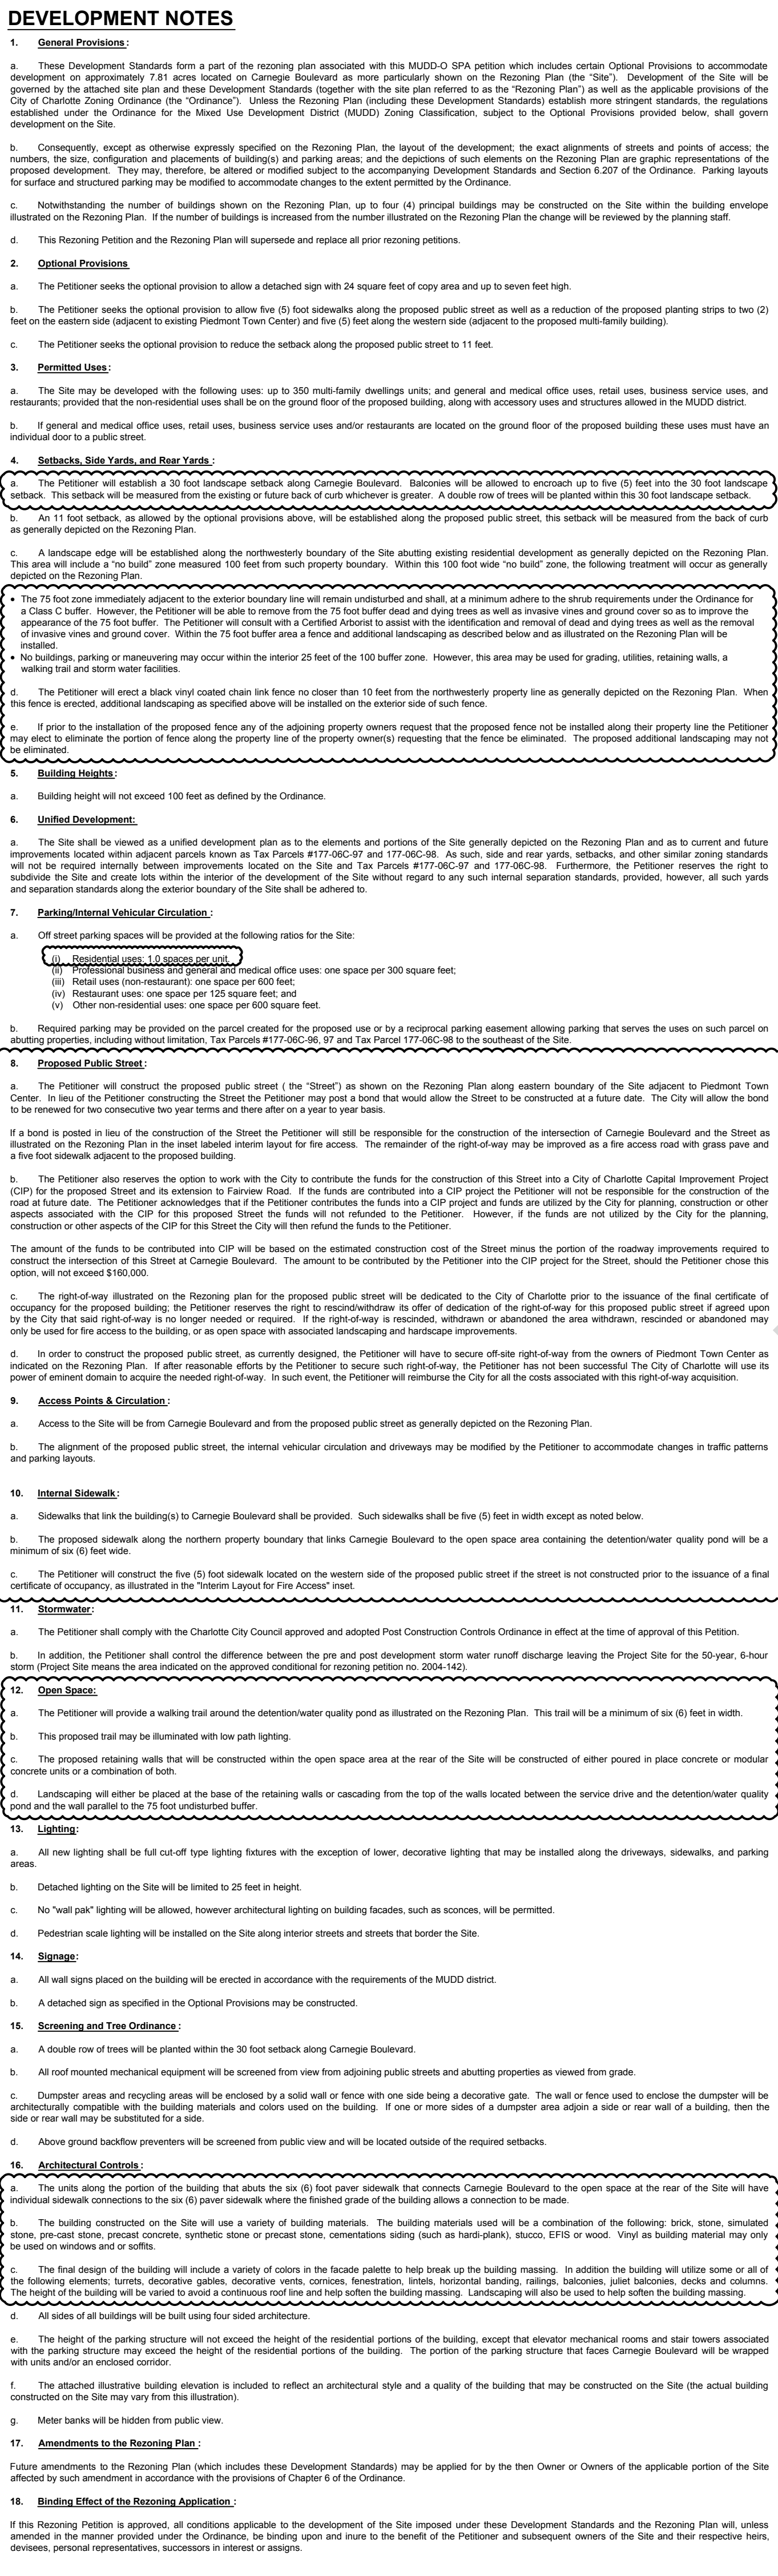 DEVELOPMENT NOTES
1. General Provisions:
a. These Development Standards form a part of the rezoning plan associated with this MUDD-O SPA petition which includes certain Optional Provisions to accommodate
development on approximately 7.81 acres located on Carnegie Boulevard as more particularly shown on the Rezoning Plan (the "Site"). Development of the Site will be
governed by the attached site plan and these Development Standards (together with the site plan referred to as the "Rezoning Plan") as well as the applicable provisions of the
City of Charlotte Zoning Ordinance (the "Ordinance"). Unless the Rezoning Plan (including these Development Standards) establish more stringent standards, the regulations
established under the Ordinance for the Mixed Use Development District (MUDD) Zoning Classification, subject to the Optional Provisions provided below, shall govern
development on the Site.
b. Consequently, except as otherwise expressly specified on the Rezoning Plan, the layout of the development; the exact alignments of streets and points of access; the
numbers, the size, configuration and placements of building(s) and parking areas; and the depictions of such elements on the Rezoning Plan are graphic representations of the
proposed development. They may, therefore, be altered or modified subject to the accompanying Development Standards and Section 6.207 of the Ordinance. Parking layouts
for surface and structured parking may be modified to accommodate changes to the extent permitted by the Ordinance.
c. Notwithstanding the number of buildings shown on the Rezoning Plan, up to four (4) principal buildings may be constructed on the Site within the building envelope
illustrated on the Rezoning Plan. If the number of buildings is increased from the number illustrated on the Rezoning Plan the change will be reviewed by the planning staff.
d. This Rezoning Petition and the Rezoning Plan will supersede and replace all prior rezoning petitions.
2. Optional Provisions
a. The Petitioner seeks the optional provision to allow a detached sign with 24 square feet of copy area and up to seven feet high.
b. The Petitioner seeks the optional provision to allow five (5) foot sidewalks along the proposed public street as well as a reduction of the proposed planting strips to two (2)
feet on the eastern side (adjacent to existing Piedmont Town Center) and five (5) feet along the western side (adjacent to the proposed multi-family building).
c. The Petitioner seeks the optional provision to reduce the setback along the proposed public street to 11 feet.
3. Permitted Uses:
a. The Site may be developed with the following uses: up to 350 multi-family dwellings units; and general and medical office uses, retail uses, business service uses, and
restaurants; provided that the non-residential uses shall be on the ground floor of the proposed building, along with accessory uses and structures allowed in the MUDD district.
b. If general and medical office uses, retail uses, business service uses and/or restaurants are located on the ground floor of the proposed building these uses must have an
individual door to a public street.
4. Setbacks, Side Yards, and Rear Yards :
a. The Petitioner will establish a 30 foot landscape setback along Carnegie Boulevard. Balconies will be allowed to encroach up to five (5) feet into the 30 foot landscape
setback. This setback will be measured from the existing or future back of curb whichever is greater. A double row of trees will be planted within this 30 foot landscape setback.
b. An 11 foot setback, as allowed by the optional provisions above, will be established along the proposed public street, this setback will be measured from the back of curb
as generally depicted on the Rezoning Plan.
c. A landscape edge will be established along the northwesterly boundary of the Site abutting existing residential development as generally depicted on the Rezoning Plan.
This area will include a "no build" zone measured 100 feet from such property boundary. Within this 100 foot wide "no build" zone, the following treatment will occur as generally
depicted on the Rezoning Plan.
• The 75 foot zone immediately adjacent to the exterior boundary line will remain undisturbed and shall, at a minimum adhere to the shrub requirements under the Ordinance for
a Class C buffer. However, the Petitioner will be able to remove from the 75 foot buffer dead and dying trees as well as invasive vines and ground cover so as to improve the
appearance of the 75 foot buffer. The Petitioner will consult with a Certified Arborist to assist with the identification and removal of dead and dying trees as well as the removal
of invasive vines and ground cover. Within the 75 foot buffer area a fence and additional landscaping as described below and as illustrated on the Rezoning Plan will be
installed.
• No buildings, parking or maneuvering may occur within the interior 25 feet of the 100 buffer zone. However, this area may be used for grading, utilities, retaining walls, a
walking trail and storm water facilities.
d. The Petitioner will erect a black vinyl coated chain link fence no closer than 10 feet from the northwesterly property line as generally depicted on the Rezoning Plan. When
this fence is erected, additional landscaping as specified above will be installed on the exterior side of such fence.
e. If prior to the installation of the proposed fence any of the adjoining property owners request that the proposed fence not be installed along their property line the Petitioner
may elect to eliminate the portion of fence along the property line of the property owner(s) requesting that the fence be eliminated. The proposed additional landscaping may not
be eliminated.
5. Building Heights:
a. Building height will not exceed 100 feet as defined by the Ordinance.
6. Unified Development:
a. The Site shall be viewed as a unified development plan as to the elements and portions of the Site generally depicted on the Rezoning Plan and as to current and future
improvements located within adjacent parcels known as Tax Parcels #177-06C-97 and 177-06C-98. As such, side and rear yards, setbacks, and other similar zoning standards
will not be required internally between improvements located on the Site and Tax Parcels #177-06C-97 and 177-06C-98. Furthermore, the Petitioner reserves the right to
subdivide the Site and create lots within the interior of the development of the Site without regard to any such internal separation standards, provided, however, all such yards
and separation standards along the exterior boundary of the Site shall be adhered to.
7. Parking/Internal Vehicular Circulation :
a. Off street parking spaces will be provided at the following ratios for the Site:
(i) Residential uses: 1.0 spaces per unit.
(ii) Professional business and general and medical office uses: one space per 300 square feet;
(iii) Retail uses (non-restaurant): one space per 600 feet;
(iv) Restaurant uses: one space per 125 square feet; and
(v) Other non-residential uses: one space per 600 square feet.
b. Required parking may be provided on the parcel created for the proposed use or by a reciprocal parking easement allowing parking that serves the uses on such parcel on
abutting properties, including without limitation, Tax Parcels #177-06C-96, 97 and Tax Parcel 177-06C-98 to the southeast of the Site.
8. Proposed Public Street:
a. The Petitioner will construct the proposed public street ( the "Street") as shown on the Rezoning Plan along eastern boundary of the Site adjacent to Piedmont Town
Center. In lieu of the Petitioner constructing the Street the Petitioner may post a bond that would allow the Street to be constructed at a future date. The City will allow the bond
to be renewed for two consecutive two year terms and there after on a year to year basis.
If a bond is posted in lieu of the construction of the Street the Petitioner will still be responsible for the construction of the intersection of Carnegie Boulevard and the Street as
illustrated on the Rezoning Plan in the inset labeled interim layout for fire access. The remainder of the right-of-way may be improved as a fire access road with grass pave and
a five foot sidewalk adjacent to the proposed building.
b. The Petitioner also reserves the option to work with the City to contribute the funds for the construction of this Street into a City of Charlotte Capital Improvement Project
(CIP) for the proposed Street and its extension to Fairview Road. If the funds are contributed into a CIP project the Petitioner will not be responsible for the construction of the
road at future date. The Petitioner acknowledges that if the Petitioner contributes the funds into a CIP project and funds are utilized by the City for planning, construction or other
aspects associated with the CIP for this proposed Street the funds will not refunded to the Petitioner. However, if the funds are not utilized by the City for the planning,
construction or other aspects of the CIP for this Street the City will then refund the funds to the Petitioner.
The amount of the funds to be contributed into CIP will be based on the estimated construction cost of the Street minus the portion of the roadway improvements required to
construct the intersection of this Street at Carnegie Boulevard. The amount to be contributed by the Petitioner into the CIP project for the Street, should the Petitioner chose this
option, will not exceed $160,000.
c. The right-of-way illustrated on the Rezoning plan for the proposed public street will be dedicated to the City of Charlotte prior to the issuance of the final certificate of
occupancy for the proposed building; the Petitioner reserves the right to rescind/withdraw its offer of dedication of the right-of-way for this proposed public street if agreed upon
by the City that said right-of-way is no longer needed or required. If the right-of-way is rescinded, withdrawn or abandoned the area withdrawn, rescinded or abandoned may
only be used for fire access to the building, or as open space with associated landscaping and hardscape improvements.
d. In order to construct the proposed public street, as currently designed, the Petitioner will have to secure off-site right-of-way from the owners of Piedmont Town Center as
indicated on the Rezoning Plan. If after reasonable efforts by the Petitioner to secure such right-of-way, the Petitioner has not been successful The City of Charlotte will use its
power of eminent domain to acquire the needed right-of-way. In such event, the Petitioner will reimburse the City for all the costs associated with this right-of-way acquisition.
9. Access Points & Circulation :
a. Access to the Site will be from Carnegie Boulevard and from the proposed public street as generally depicted on the Rezoning Plan.
b. The alignment of the proposed public street, the internal vehicular circulation and driveways may be modified by the Petitioner to accommodate changes in traffic patterns
and parking layouts.
10. Internal Sidewalk:
a. Sidewalks that link the building(s) to Carnegie Boulevard shall be provided. Such sidewalks shall be five (5) feet in width except as noted below.
b. The proposed sidewalk along the northern property boundary that links Carnegie Boulevard to the open space area containing the detention/water quality pond will be a
minimum of six (6) feet wide.
c. The Petitioner will construct the five (5) foot sidewalk located on the western side of the proposed public street if the street is not constructed prior to the issuance of a final
certificate of occupancy, as illustrated in the "Interim Layout for Fire Access" inset.
11. Stormwater:
a. The Petitioner shall comply with the Charlotte City Council approved and adopted Post Construction Controls Ordinance in effect at the time of approval of this Petition.
b. In addition, the Petitioner shall control the difference between the pre and post development storm water runoff discharge leaving the Project Site for the 50-year, 6-hour
storm (Project Site means the area indicated on the approved conditional for rezoning petition no. 2004-142).
12. Open Space:
a. The Petitioner will provide a walking trail around the detention/water quality pond as illustrated on the Rezoning Plan. This trail will be a minimum of six (6) feet in width.
b. This proposed trail may be illuminated with low path lighting.
c. The proposed retaining walls that will be constructed within the open space area at the rear of the Site will be constructed of either poured in place concrete or modular
concrete units or a combination of both.
d. Landscaping will either be placed at the base of the retaining walls or cascading from the top of the walls located between the service drive and the detention/water quality
pond and the wall parallel to the 75 foot undisturbed buffer.
13. Lighting:
a. All new lighting shall be full cut-off type lighting fixtures with the exception of lower, decorative lighting that may be installed along the driveways, sidewalks, and parking
areas.
b. Detached lighting on the Site will be limited to 25 feet in height.
c. No "wall pak" lighting will be allowed, however architectural lighting on building facades, such as sconces, will be permitted.
d. Pedestrian scale lighting will be installed on the Site along interior streets and streets that border the Site.
14. Signage:
a. All wall signs placed on the building will be erected in accordance with the requirements of the MUDD district.
b. A detached sign as specified in the Optional Provisions may be constructed.
15. Screening and Tree Ordinance :
a. A double row of trees will be planted within the 30 foot setback along Carnegie Boulevard.
b. All roof mounted mechanical equipment will be screened from view from adjoining public streets and abutting properties as viewed from grade.
c. Dumpster areas and recycling areas will be enclosed by a solid wall or fence with one side being a decorative gate. The wall or fence used to enclose the dumpster will be
architecturally compatible with the building materials and colors used on the building. If one or more sides of a dumpster area adjoin a side or rear wall of a building, then the
side or rear wall may be substituted for a side.
d. Above ground backflow preventers will be screened from public view and will be located outside of the required setbacks.
16. Architectural Controls :
a. The units along the portion of the building that abuts the six (6) foot paver sidewalk that connects Carnegie Boulevard to the open space at the rear of the Site will have
individual sidewalk connections to the six (6) paver sidewalk where the finished grade of the building allows a connection to be made.
b. The building constructed on the Site will use a variety of building materials. The building materials used will be a combination of the following: brick, stone, simulated
stone, pre-cast stone, precast concrete, synthetic stone or precast stone, cementations siding (such as hardi-plank), stucco, EFIS or wood. Vinyl as building material may only
be used on windows and or soffits.
c. The final design of the building will include a variety of colors in the facade palette to help break up the building massing. In addition the building will utilize some or all of
the following elements; turrets, decorative gables, decorative vents, cornices, fenestration, lintels, horizontal banding, railings, balconies, juliet balconies, decks and columns.
The height of the building will be varied to avoid a continuous roof line and help soften the building massing. Landscaping will also be used to help soften the building massing.
d. All sides of all buildings will be built using four sided architecture.
e. The height of the parking structure will not exceed the height of the residential portions of the building, except that elevator mechanical rooms and stair towers associated
with the parking structure may exceed the height of the residential portions of the building. The portion of the parking structure that faces Carnegie Boulevard will be wrapped
with units and/or an enclosed corridor.
f. The attached illustrative building elevation is included to reflect an architectural style and a quality of the building that may be constructed on the Site (the actual building
constructed on the Site may vary from this illustration).
g. Meter banks will be hidden from public view.
17. Amendments to the Rezoning Plan :
Future amendments to the Rezoning Plan (which includes these Development Standards) may be applied for by the then Owner or Owners of the applicable portion of the Site
affected by such amendment in accordance with the provisions of Chapter 6 of the Ordinance.
18. Binding Effect of the Rezoning Application :
If this Rezoning Petition is approved, all conditions applicable to the development of the Site imposed under these Development Standards and the Rezoning Plan will, unless
amended in the manner provided under the Ordinance, be binding upon and inure to the benefit of the Petitioner and subsequent owners of the Site and their respective heirs,
devisees, personal representatives, successors in interest or assigns.